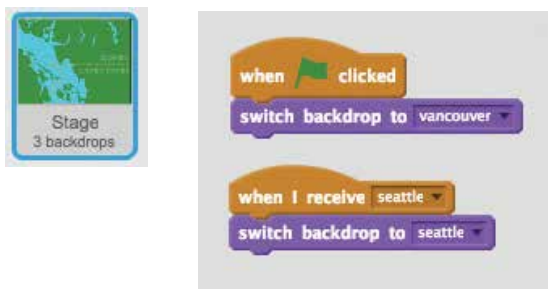 Stage
3 backdrops
when clicked
switch backdrop to vancouver
when I receive seattle
switch backdrop to seattle